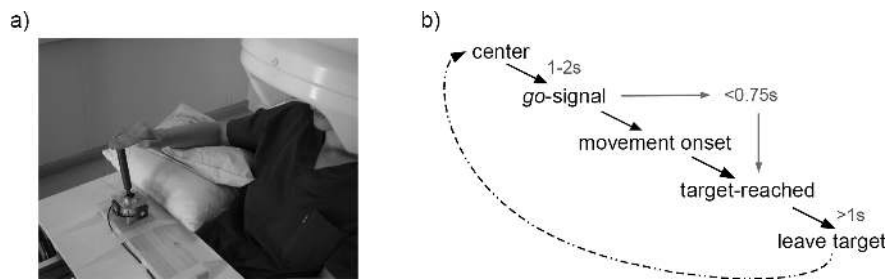 a)
b)
center
1-2s
go-signal
<0.75s
movement onset
target-reached
>1s
leave target